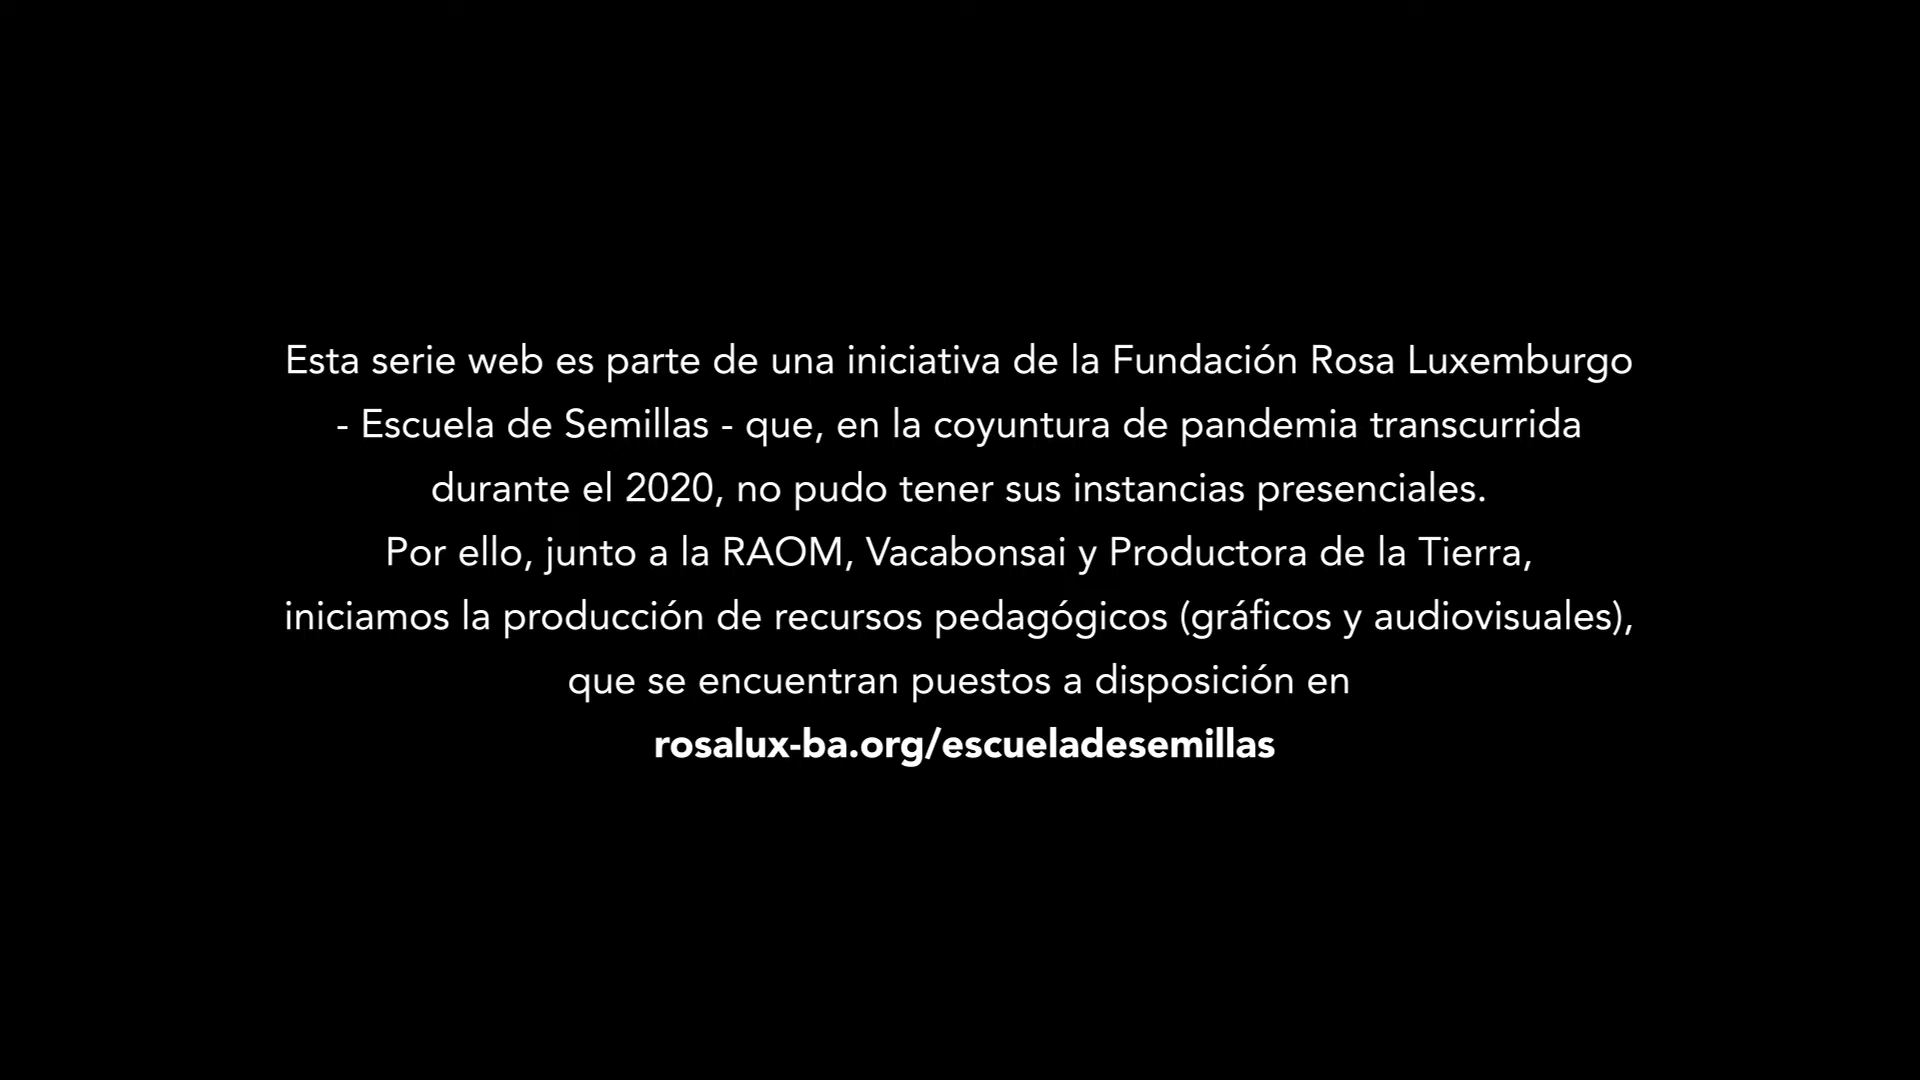 Esta serie web es parte de una iniciativa de la Fundación Rosa Luxemburgo
- Escuela de Semillas - que, en la coyuntura de pandemia transcurrida
durante el 2020, no pudo tener sus instancias presenciales.
Por ello, junto a la RAOM, Vacabonsai y Productora de la Tierra,
iniciamos la producción de recursos pedagógicos (gráficos y audiovisuales),
que se encuentran puestos a disposición en
rosalux-ba.org/escueladesemillas